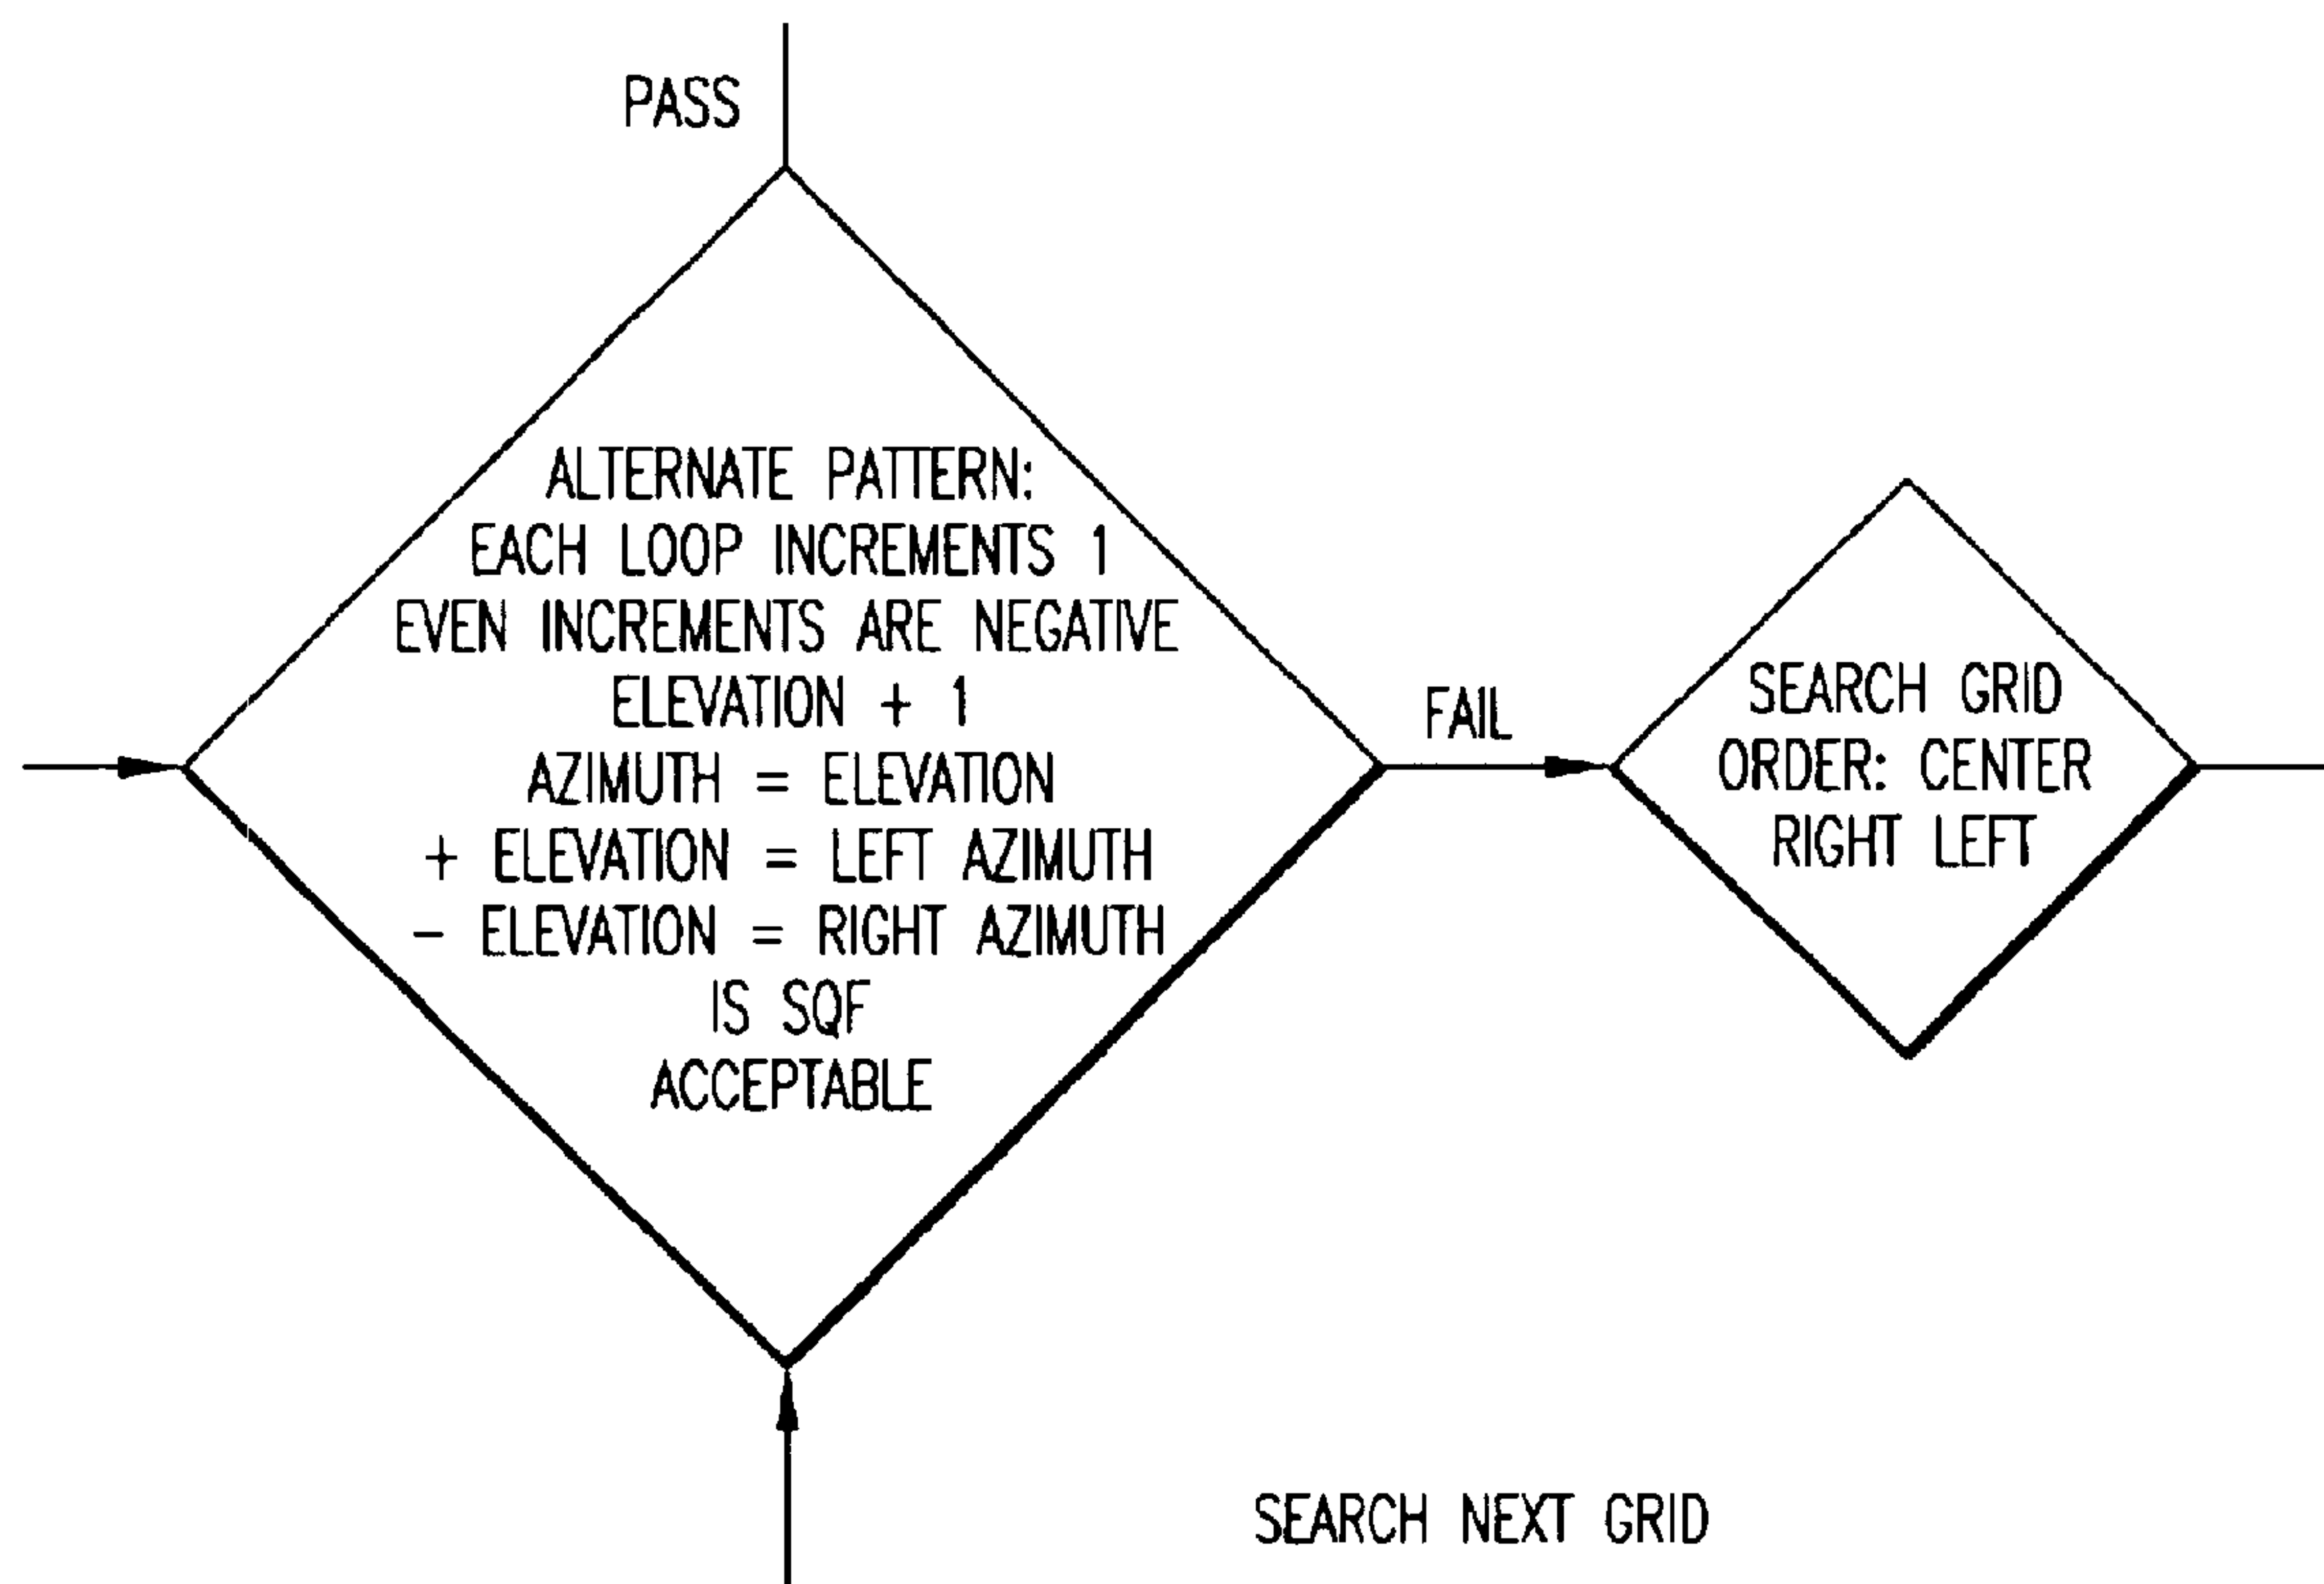 PASS
ALTERNATE PATTERN:
EACH LOOP INCREMENTS 1
EVEN INCREMENTS ARE NEGATIVE
ELEVATION + 1
AZIMUTH = ELEVATION
+ ELEVATION = LEFT AZIMUTH
- ELEVATION = RIGHT AZIMUTH
IS SQF
ACCEPTABLE
FAIL
SEARCH GRID
ORDER: CENTER
RIGHT LEFT
SEARCH NEXT GRID